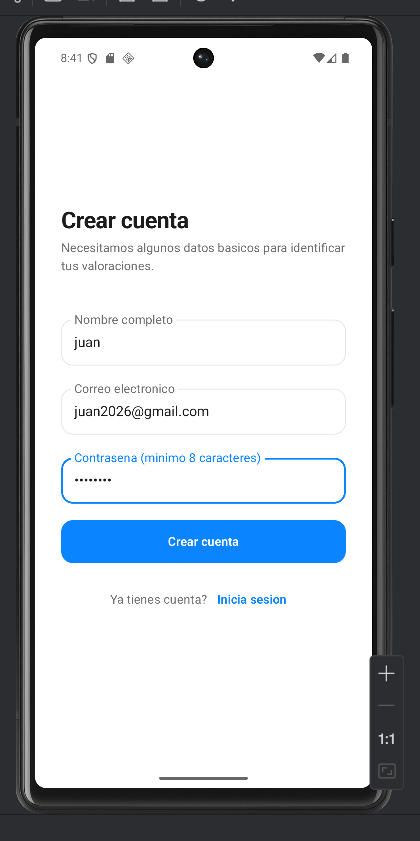 8:41
Crear cuenta
Necesitamos algunos datos basicos para identificar
tus valoraciones.
Nombre completo
juan
Correo electronico
juan2026@gmail.com
Contrasena (minimo 8 caracteres)
••••••••
Crear cuenta
Ya tienes cuenta? Inicia sesion
1:1